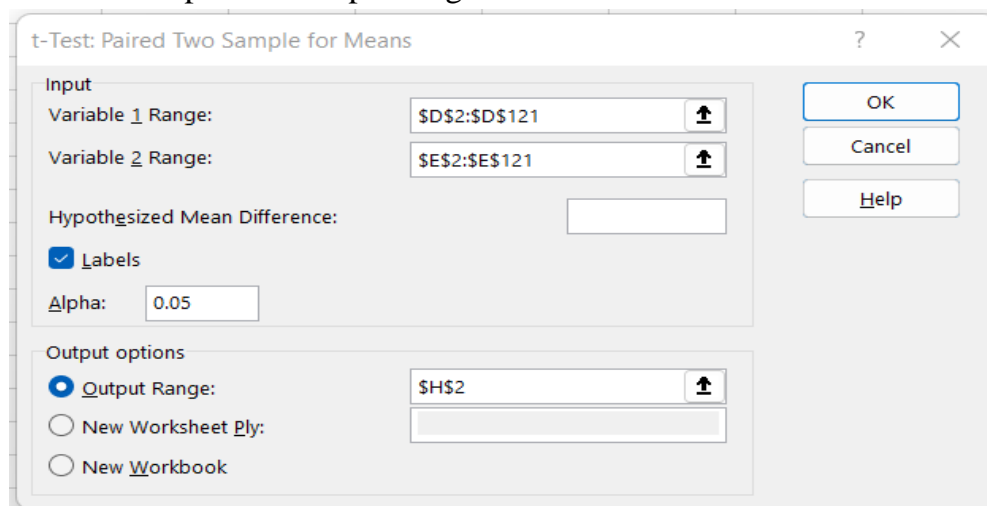 t-Test: Paired Two Sample for Means ? ×
Input
Variable 1 Range: $D$2:$D$121
Variable 2 Range: $E$2:$E$121
Hypothesized Mean Difference:
Labels
Alpha: 0.05
OK
Cancel
Help
Output options
Output Range: $H$2
New Worksheet Ply:
New Workbook